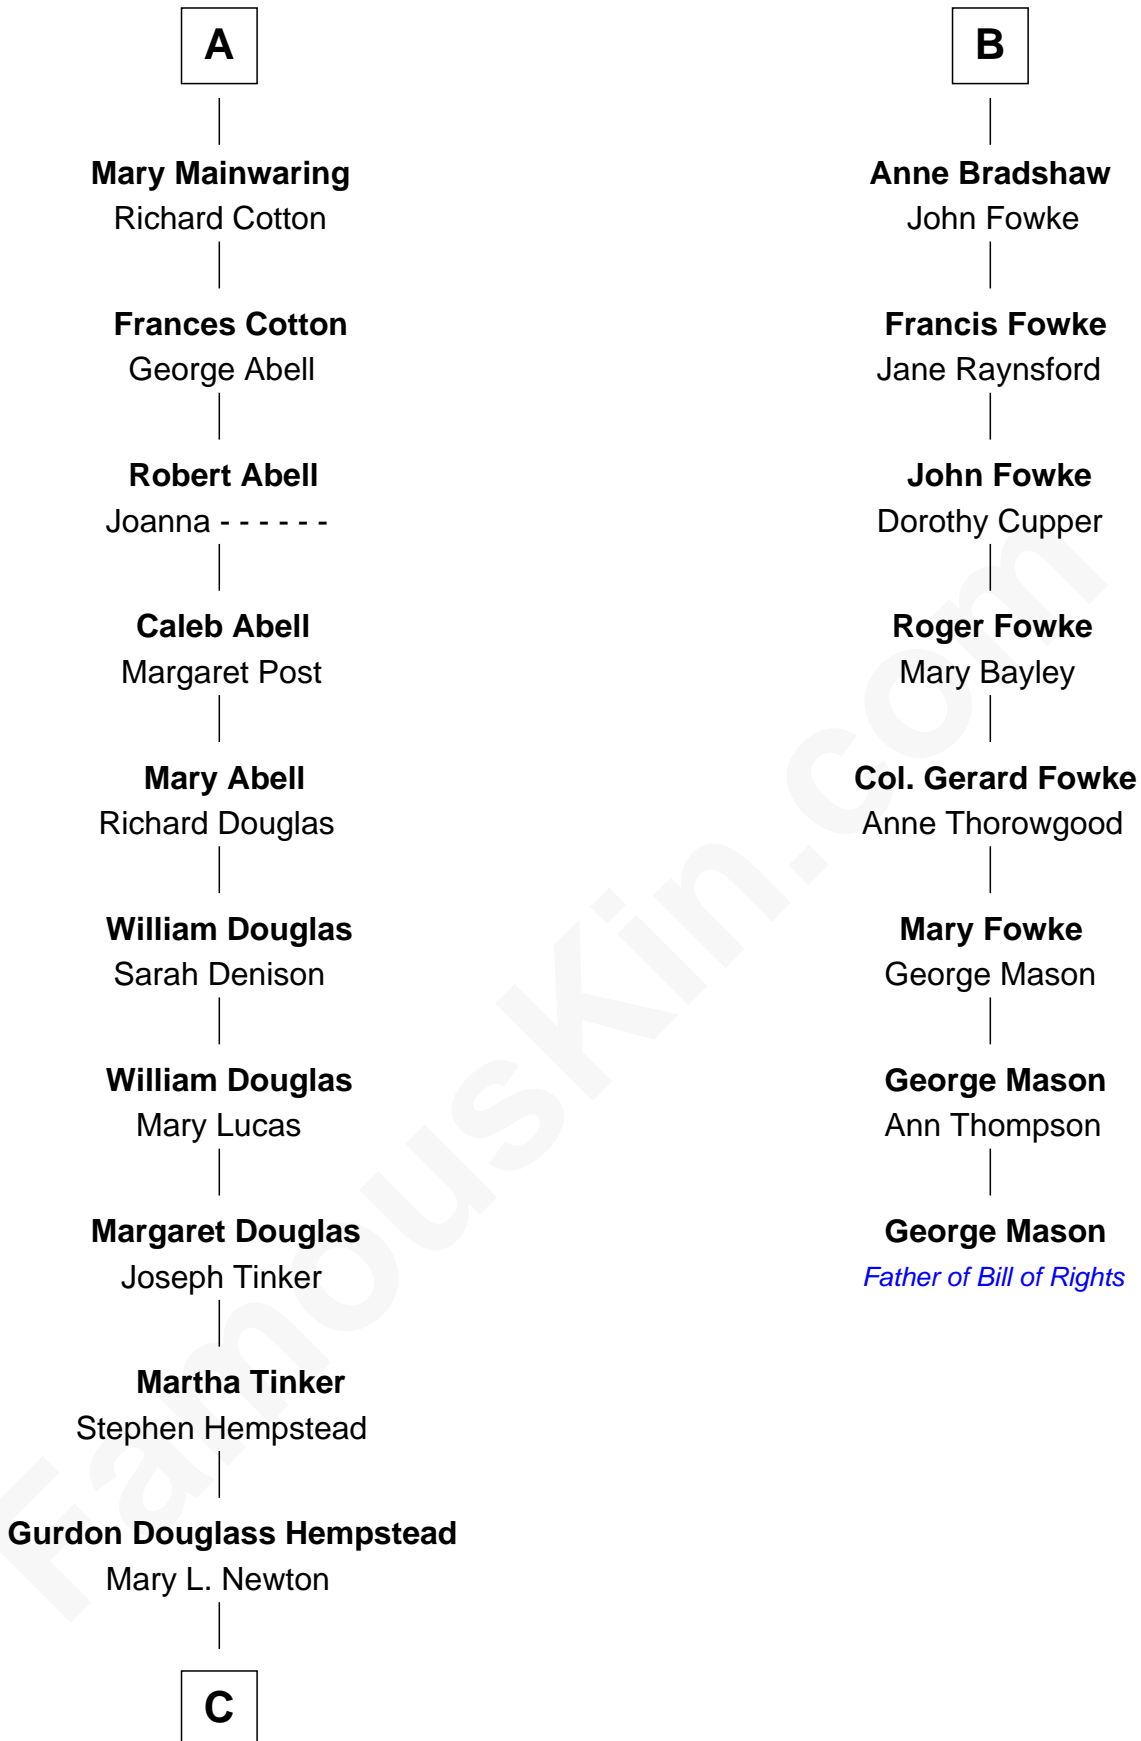 A
Mary Mainwaring
Richard Cotton
Frances Cotton
George Abell
Robert Abell
Joanna - - - - - -
Caleb Abell
Margaret Post
Mary Abell
Richard Douglas
William Douglas
Sarah Denison
William Douglas
Mary Lucas
Margaret Douglas
Joseph Tinker
Martha Tinker
Stephen Hempstead
Gurdon Douglass Hempstead
Mary L. Newton
C
B
Anne Bradshaw
John Fowke
Francis Fowke
Jane Raynsford
John Fowke
Dorothy Cupper
Roger Fowke
Mary Bayley
Col. Gerard Fowke
Anne Thorowgood
Mary Fowke
George Mason
George Mason
Ann Thompson
George Mason
Father of Bill of Rights
FamousKin.com